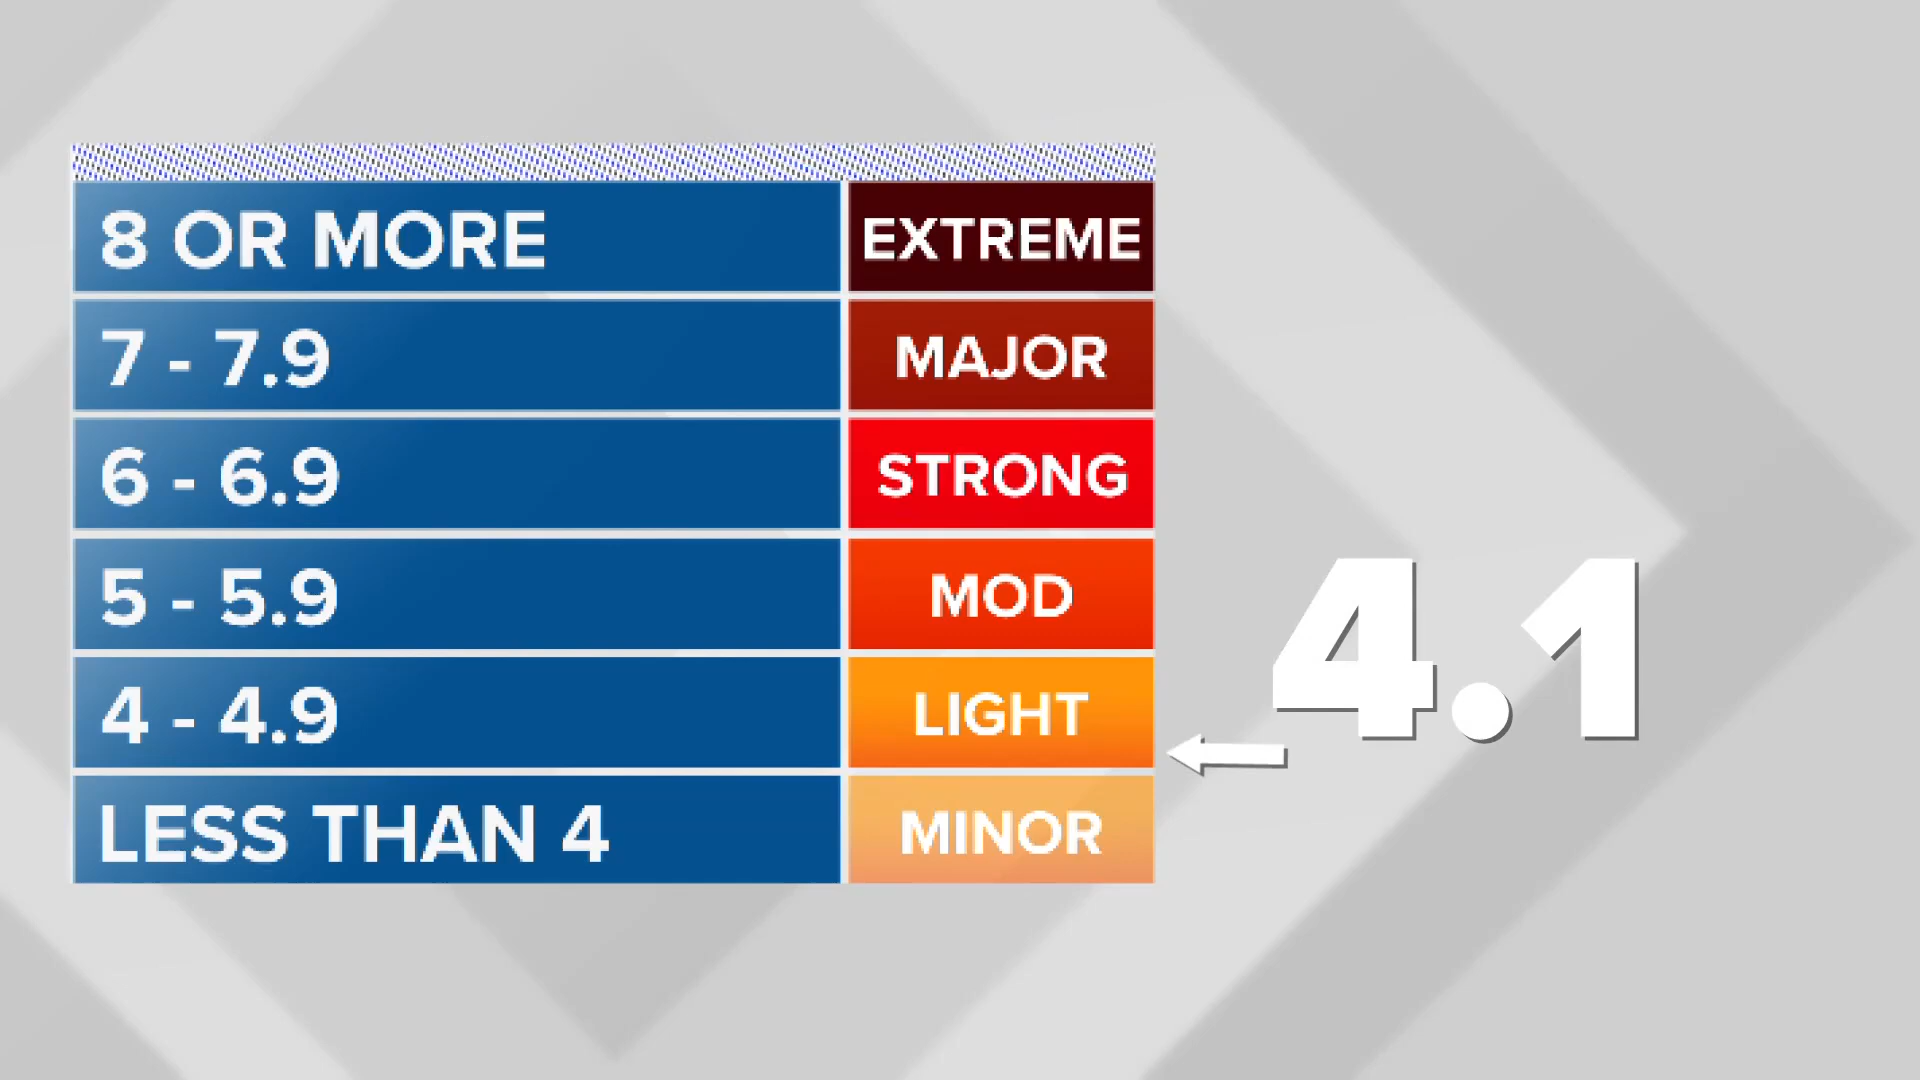 8 OR MORE EXTREME
7 - 7.9 MAJOR
6 - 6.9 STRONG
5 - 5.9 MOD
4 - 4.9 LIGHT
4.1
LESS THAN 4 MINOR